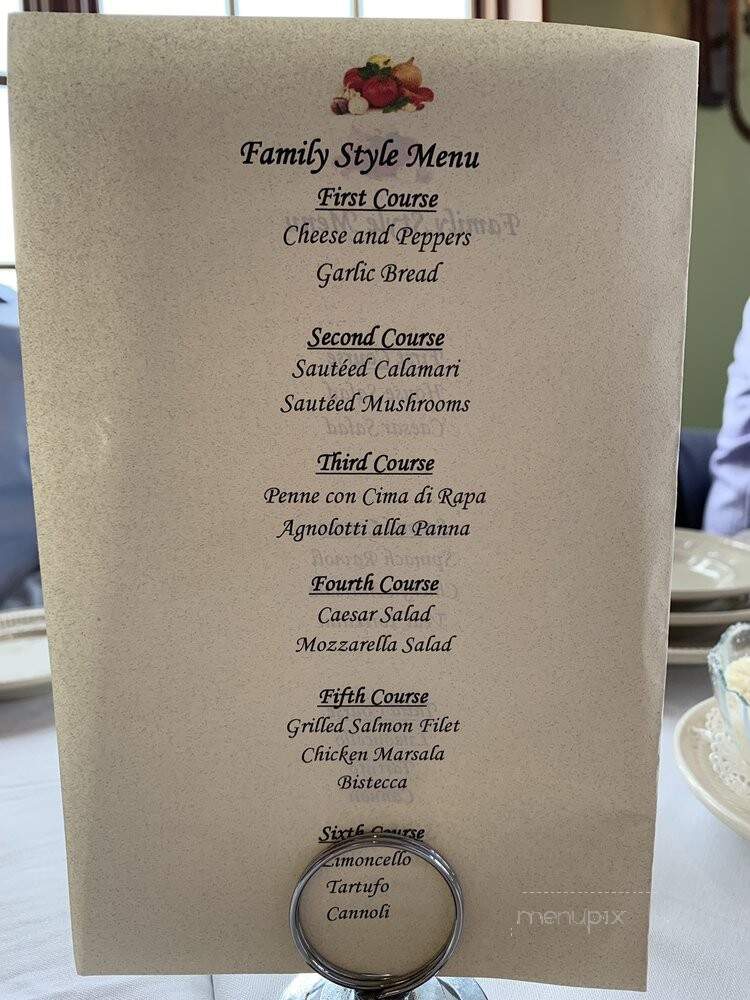 Family Style Menu
First Course
Cheese and Peppers
Garlic Bread
Second Course
Sautéed Calamari
Sautéed Mushrooms
Third Course
Penne con Cima di Rapa
Agnolotti alla Panna
Fourth Course
Caesar Salad
Mozzarella Salad
Fifth Course
Grilled Salmon Filet
Chicken Marsala
Bistecca
Sixth Course
Limoncello
Tartufo
Cannoli
menupix